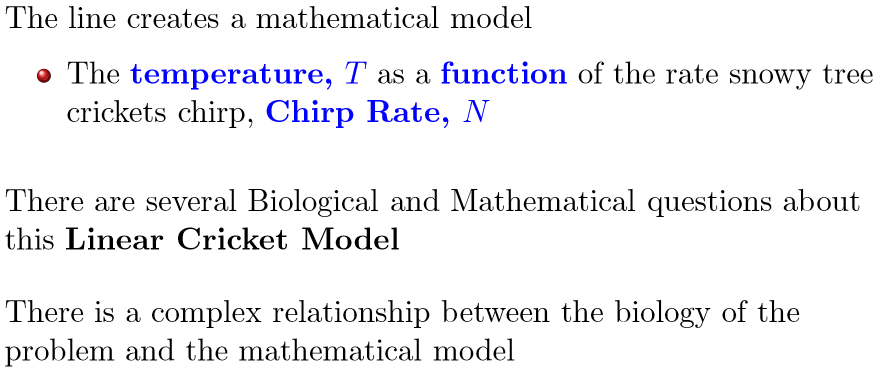 The line creates a mathematical model
The temperature, T as a function of the rate snowy tree
crickets chirp, Chirp Rate, N
There are several Biological and Mathematical questions about
this Linear Cricket Model
There is a complex relationship between the biology of the
problem and the mathematical model